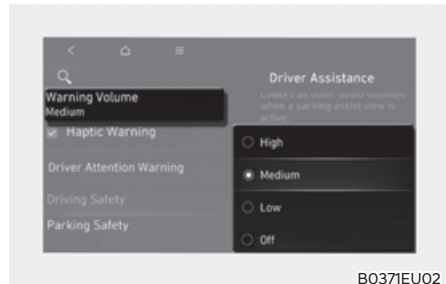 Driver Assistance
Warning Volume
Medium
Haptic Warning
Driver Attention Warning
Driving Safety
Parking Safety
Lowers all other audio volumes
when a parking assist view is
active.
High
Medium
Low
Off
B0371EU02